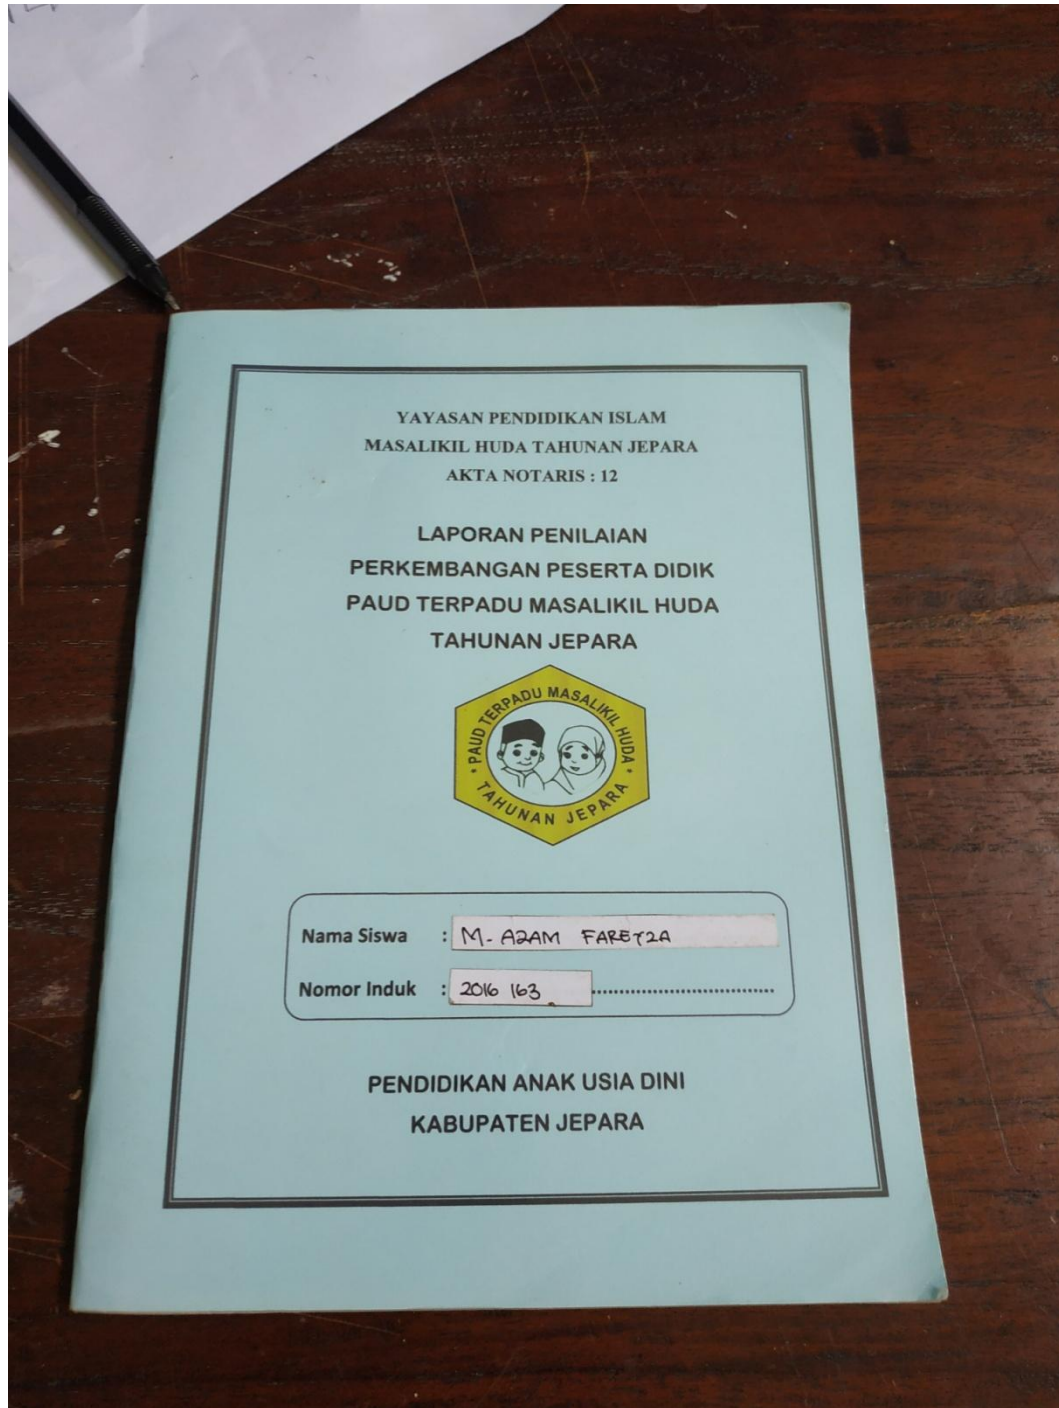 YAYASAN PENDIDIKAN ISLAM
MASALIKIL HUDA TAHUNAN JEPARA
AKTA NOTARIS : 12
LAPORAN PENILAIAN
PERKEMBANGAN PESERTA DIDIK
PAUD TERPADU MASALIKIL HUDA
TAHUNAN JEPARA
• PAUD TERPADU MASALIKIL HUDA •
TAHUNAN JEPARA
Nama Siswa : M. AZAM FAREYZA
Nomor Induk : 2016 163
PENDIDIKAN ANAK USIA DINI
KABUPATEN JEPARA